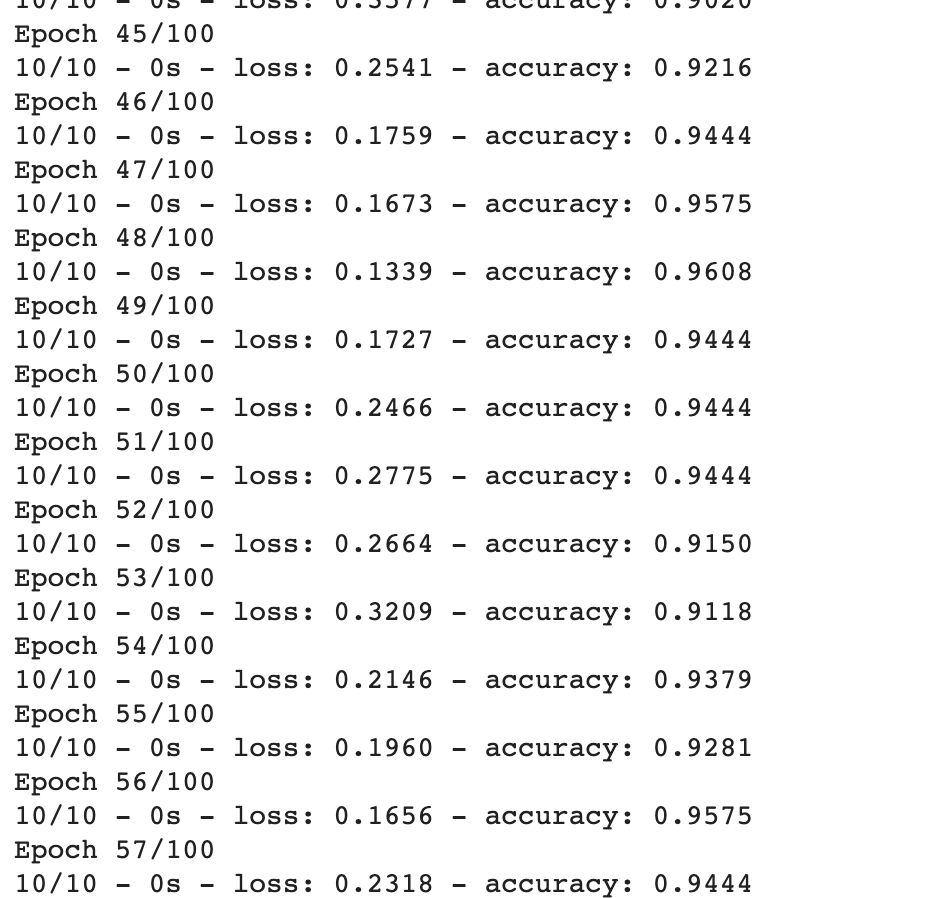 10/10 - 0s - loss: 0.3577 - accuracy: 0.9020
Epoch 45/100
10/10 - 0s - loss: 0.2541 - accuracy: 0.9216
Epoch 46/100
10/10 - 0s - loss: 0.1759 - accuracy: 0.9444
Epoch 47/100
10/10 - 0s - loss: 0.1673 - accuracy: 0.9575
Epoch 48/100
10/10 - 0s - loss: 0.1339 - accuracy: 0.9608
Epoch 49/100
10/10 - 0s - loss: 0.1727 - accuracy: 0.9444
Epoch 50/100
10/10 - 0s - loss: 0.2466 - accuracy: 0.9444
Epoch 51/100
10/10 - 0s - loss: 0.2775 - accuracy: 0.9444
Epoch 52/100
10/10 - 0s - loss: 0.2664 - accuracy: 0.9150
Epoch 53/100
10/10 - 0s - loss: 0.3209 - accuracy: 0.9118
Epoch 54/100
10/10 - 0s - loss: 0.2146 - accuracy: 0.9379
Epoch 55/100
10/10 - 0s - loss: 0.1960 - accuracy: 0.9281
Epoch 56/100
10/10 - 0s - loss: 0.1656 - accuracy: 0.9575
Epoch 57/100
10/10 - 0s - loss: 0.2318 - accuracy: 0.9444